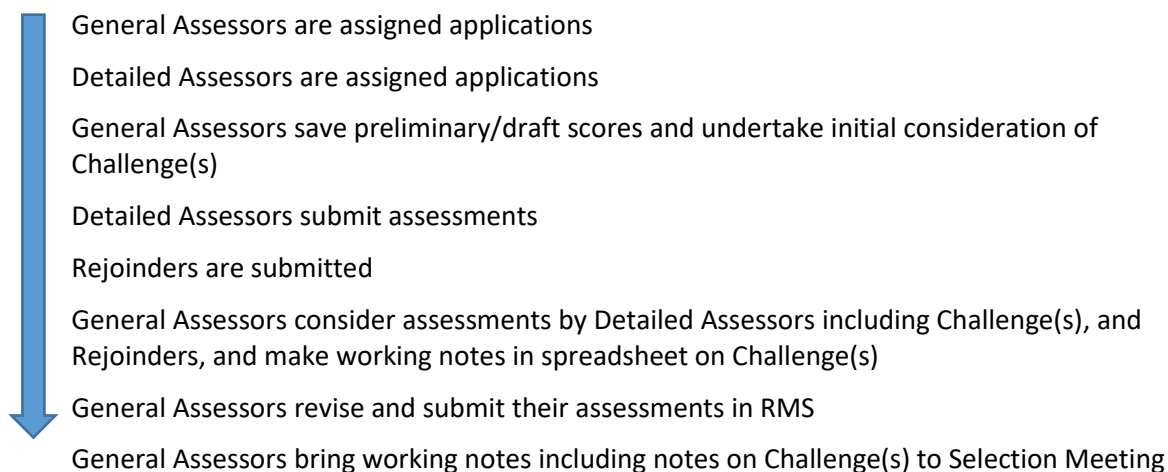 General Assessors are assigned applications
Detailed Assessors are assigned applications
General Assessors save preliminary/draft scores and undertake initial consideration of
Challenge(s)
Detailed Assessors submit assessments
Rejoinders are submitted
General Assessors consider assessments by Detailed Assessors including Challenge(s), and
Rejoinders, and make working notes in spreadsheet on Challenge(s)
General Assessors revise and submit their assessments in RMS
General Assessors bring working notes including notes on Challenge(s) to Selection Meeting